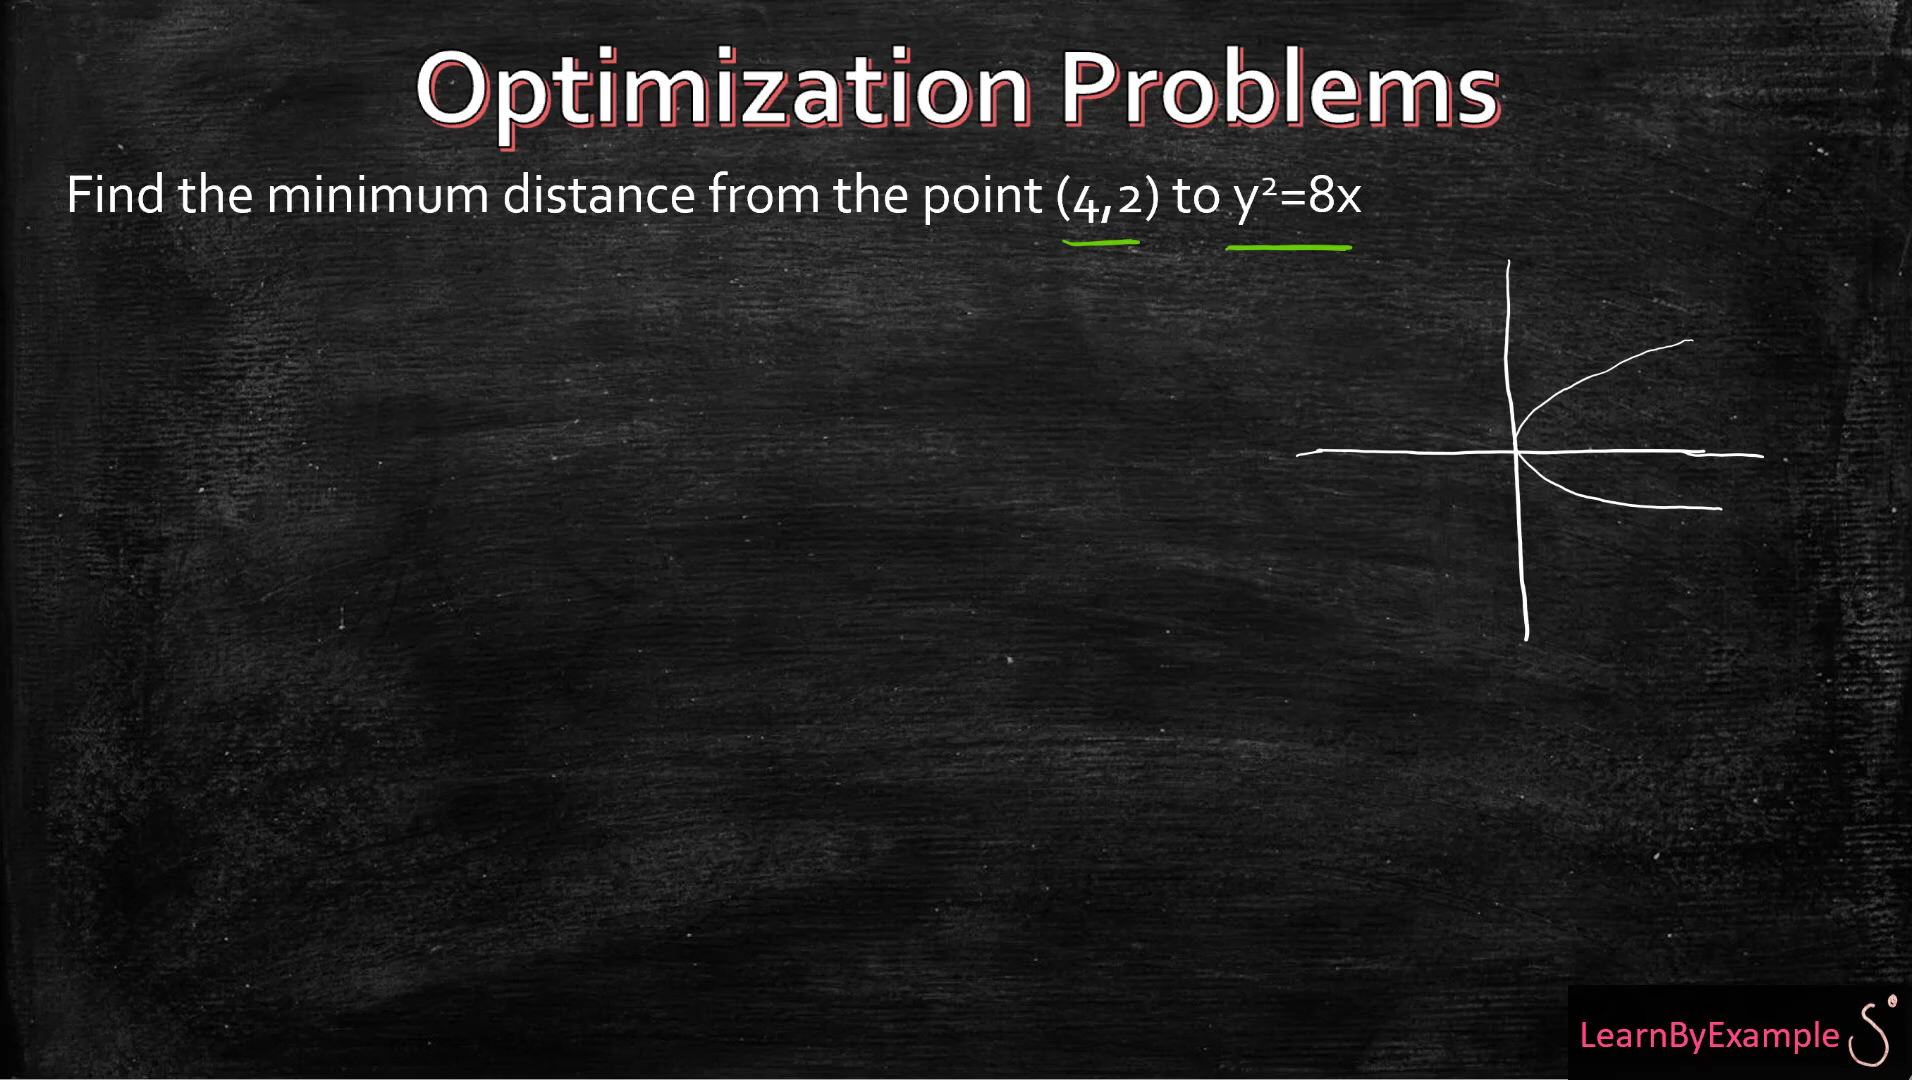 Optimization Problems
Find the minimum distance from the point (4,2) to y²=8x
LearnByExample